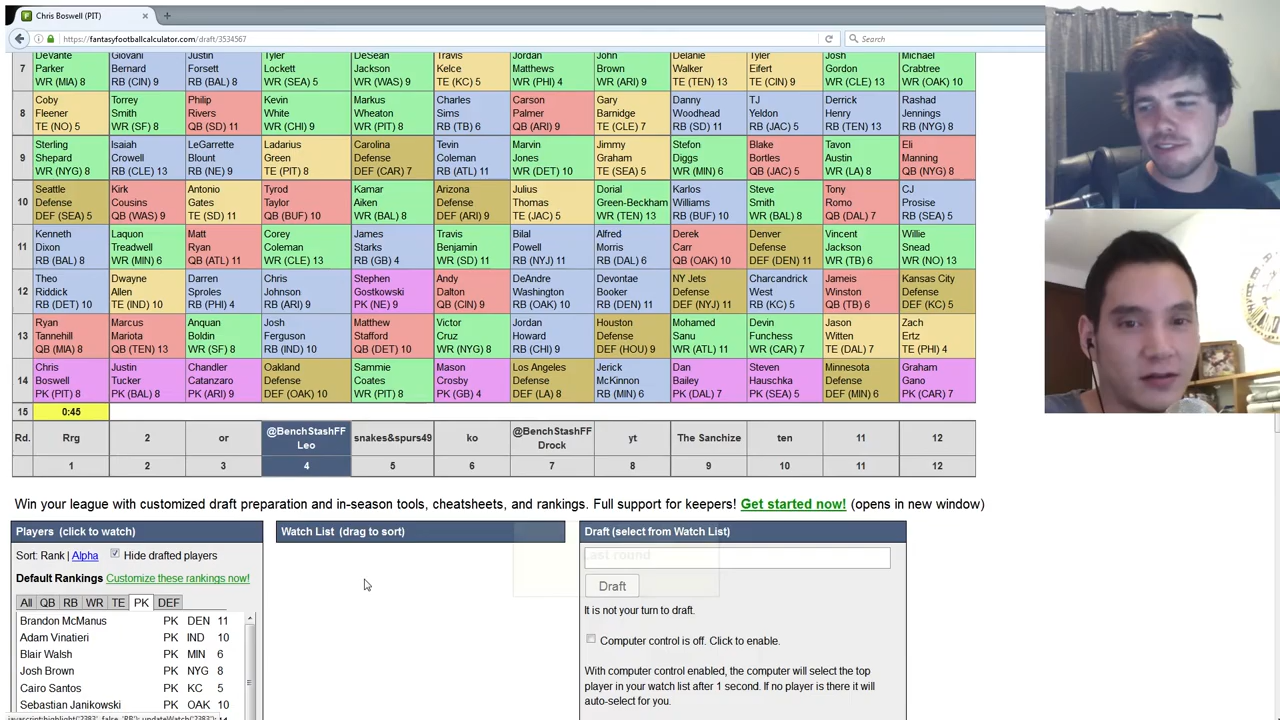 Chris Boswell (PIT)
https://fantasyfootballcalculator.com/draft/3534567
Search
DeVante Giovani Justin Tyler DeSean Travis Jordan John Delanie Tyler Josh Michael
7 Parker Bernard Forsett Lockett Jackson Kelce Matthews Brown Walker Eifert Gordon Crabtree
WR (MIA) 8 RB (CIN) 9 RB (BAL) 8 WR (SEA) 5 WR (WAS) 9 TE (KC) 5 WR (PHI) 4 WR (ARI) 9 TE (TEN) 13 TE (CIN) 9 WR (CLE) 13 WR (OAK) 10
Coby Torrey Philip Kevin Markus Charles Carson Gary Danny TJ Derrick Rashad
8 Fleener Smith Rivers White Wheaton Sims Palmer Barnidge Woodhead Yeldon Henry Jennings
TE (NO) 5 WR (SF) 8 QB (SD) 11 WR (CHI) 9 WR (PIT) 8 RB (TB) 6 QB (ARI) 9 TE (CLE) 7 RB (SD) 11 RB (JAC) 5 RB (TEN) 13 RB (NYG) 8
Sterling Isaiah LeGarrette Ladarius Carolina Tevin Marvin Jimmy Stefon Blake Tavon Eli
9 Shepard Crowell Blount Green Defense Coleman Jones Graham Diggs Bortles Austin Manning
WR (NYG) 8 RB (CLE) 13 RB (NE) 9 TE (PIT) 8 DEF (CAR) 7 RB (ATL) 11 WR (DET) 10 TE (SEA) 5 WR (MIN) 6 QB (JAC) 5 WR (LA) 8 QB (NYG) 8
Seattle Kirk Antonio Tyrod Kamar Arizona Julius Dorial Karlos Steve Tony CJ
10 Defense Cousins Gates Taylor Aiken Defense Thomas Green-Beckham Williams Smith Romo Prosise
DEF (SEA) 5 QB (WAS) 9 TE (SD) 11 QB (BUF) 10 WR (BAL) 8 DEF (ARI) 9 TE (JAC) 5 WR (TEN) 13 RB (BUF) 10 WR (BAL) 8 QB (DAL) 7 RB (SEA) 5
Kenneth Laquon Matt Corey James Travis Bilal Alfred Derek Denver Vincent Willie
11 Dixon Treadwell Ryan Coleman Starks Benjamin Powell Morris Carr Defense Jackson Snead
RB (BAL) 8 WR (MIN) 6 QB (ATL) 11 WR (CLE) 13 RB (GB) 4 WR (SD) 11 RB (NYJ) 11 RB (DAL) 6 QB (OAK) 10 DEF (DEN) 11 WR (TB) 6 WR (NO) 13
Theo Dwayne Darren Chris Stephen Andy DeAndre Devontae NY Jets Charcandrick Jameis Kansas City
12 Riddick Allen Sproles Johnson Gostkowski Dalton Washington Booker Defense West Winston Defense
RB (DET) 10 TE (IND) 10 RB (PHI) 4 RB (ARI) 9 PK (NE) 9 QB (CIN) 9 RB (OAK) 10 RB (DEN) 11 DEF (NYJ) 11 RB (KC) 5 QB (TB) 6 DEF (KC) 5
Ryan Marcus Anquan Josh Matthew Victor Jordan Houston Mohamed Devin Jason Zach
13 Tannehill Mariota Boldin Ferguson Stafford Cruz Howard Defense Sanu Funchess Witten Ertz
QB (MIA) 8 QB (TEN) 13 WR (SF) 8 RB (IND) 10 QB (DET) 10 WR (NYG) 8 RB (CHI) 9 DEF (HOU) 9 WR (ATL) 11 WR (CAR) 7 TE (DAL) 7 TE (PHI) 4
Chris Justin Chandler Oakland Sammie Mason Los Angeles Jerick Dan Steven Minnesota Graham
14 Boswell Tucker Catanzaro Defense Coates Crosby Defense McKinnon Bailey Hauschka Defense Gano
PK (PIT) 8 PK (BAL) 8 PK (ARI) 9 DEF (OAK) 10 WR (PIT) 8 PK (GB) 4 DEF (LA) 8 RB (MIN) 6 PK (DAL) 7 PK (SEA) 5 DEF (MIN) 6 PK (CAR) 7
15 0:45
Rd. Rrg 2 or @BenchStashFF Leo snakes&spurs49 ko @BenchStashFF Drock yt The Sanchize ten 11 12
1 2 3 4 5 6 7 8 9 10 11 12
Win your league with customized draft preparation and in-season tools, cheatsheets, and rankings. Full support for keepers! Get started now! (opens in new window)
Players (click to watch) Watch List (drag to sort) Draft (select from Watch List)
Sort: Rank | Alpha Hide drafted players
Last round
Default Rankings Customize these rankings now!
Draft
All QB RB WR TE PK DEF
It is not your turn to draft.
Brandon McManus PK DEN 11
Adam Vinatieri PK IND 10
Computer control is off. Click to enable.
Blair Walsh PK MIN 6
Josh Brown PK NYG 8
With computer control enabled, the computer will select the top
Cairo Santos PK KC 5
player in your watch list after 1 second. If no player is there it will
Sebastian Janikowski PK OAK 10
auto-select for you.
javascript:highlight('2383', false, 'RB'); updateWatch('2383');